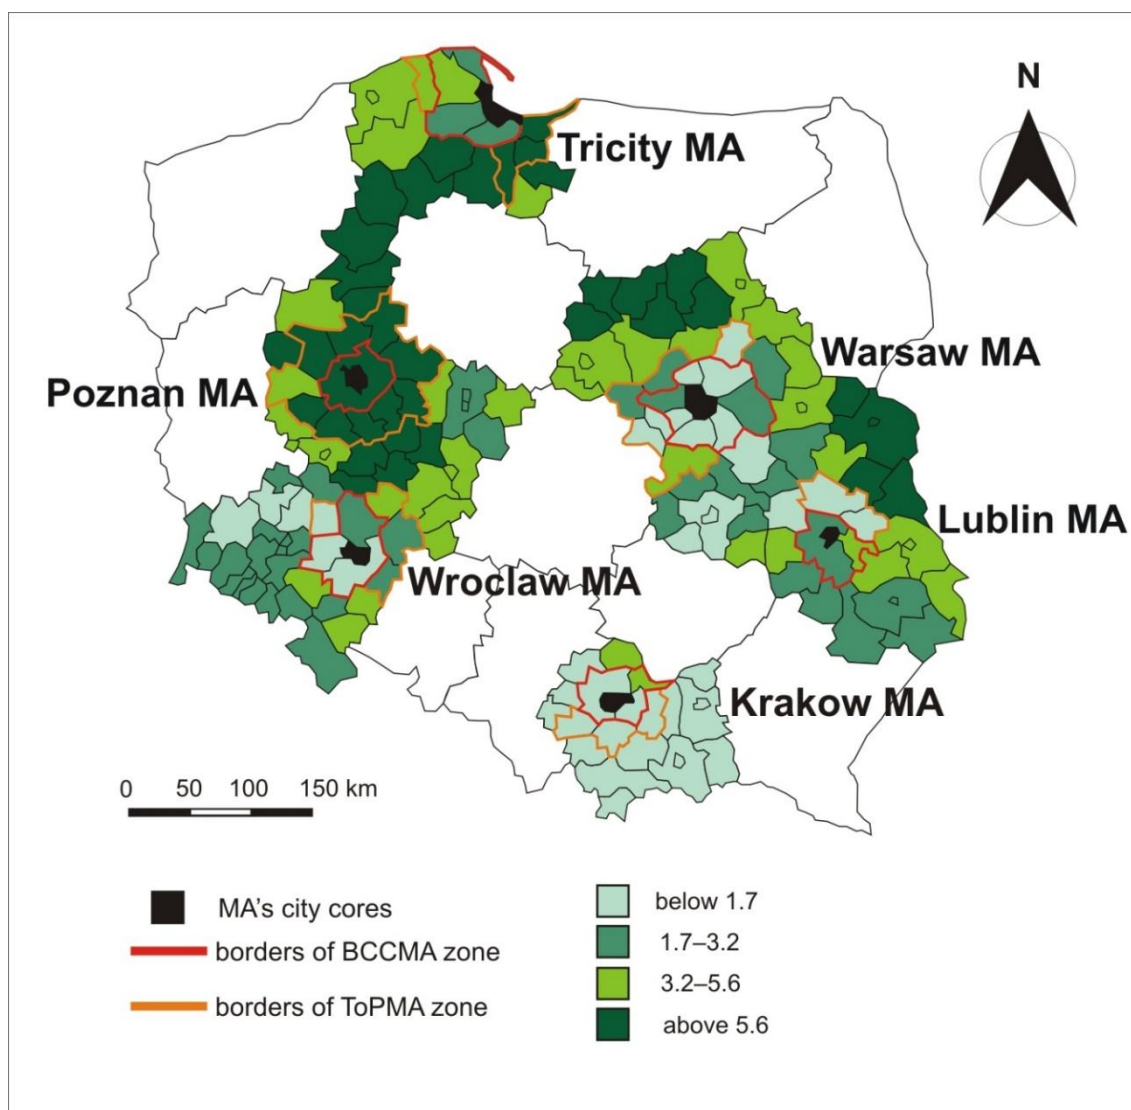 N
Tricity MA
Warsaw MA
Poznan MA
Lublin MA
Wroclaw MA
Krakow MA
0 50 100 150 km
MA's city cores
borders of BCCMA zone
borders of ToPMA zone
below 1.7
1.7–3.2
3.2–5.6
above 5.6